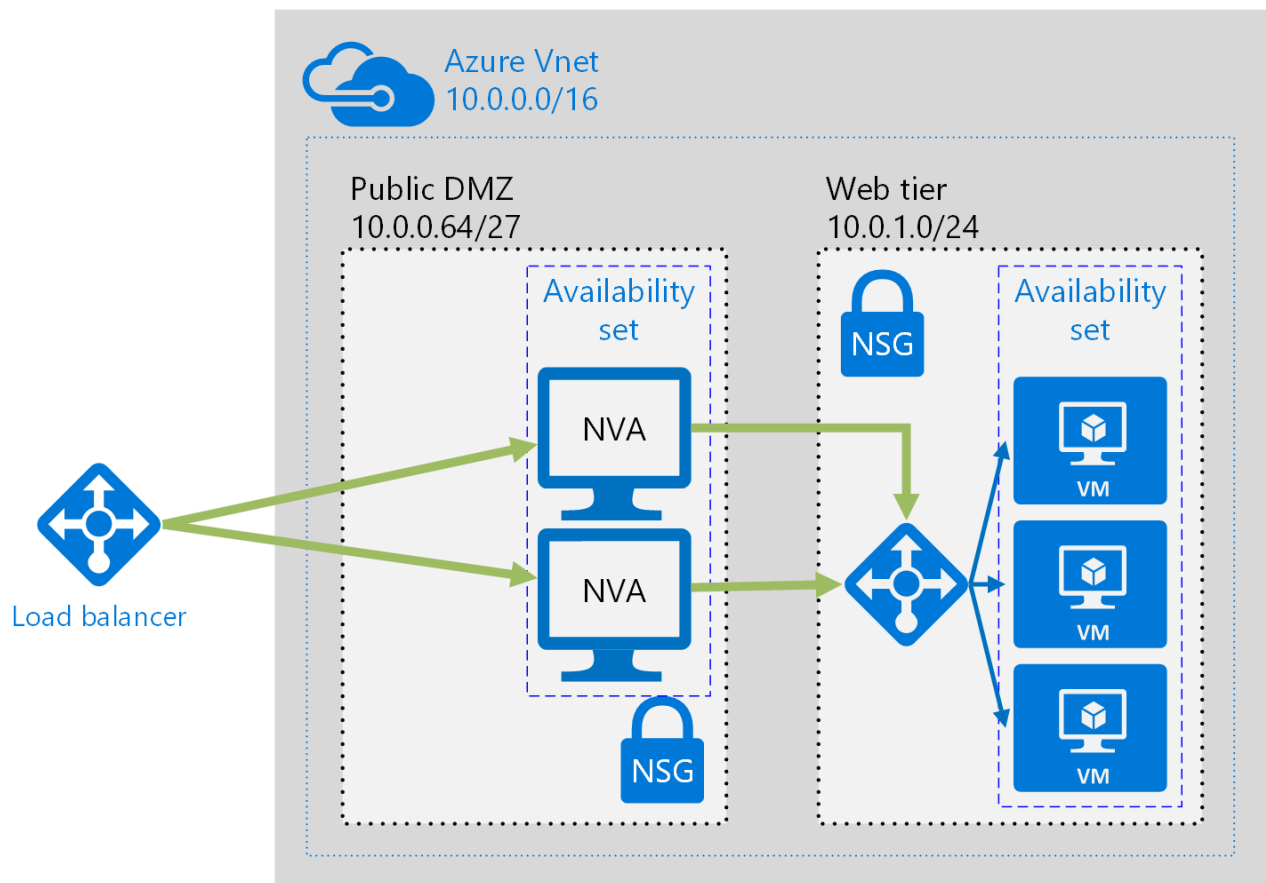 Azure Vnet
10.0.0.0/16
Public DMZ
10.0.0.64/27
Web tier
10.0.1.0/24
Availability
set
NVA
NVA
NSG
NSG
Availability
set
VM
VM
VM
Load balancer